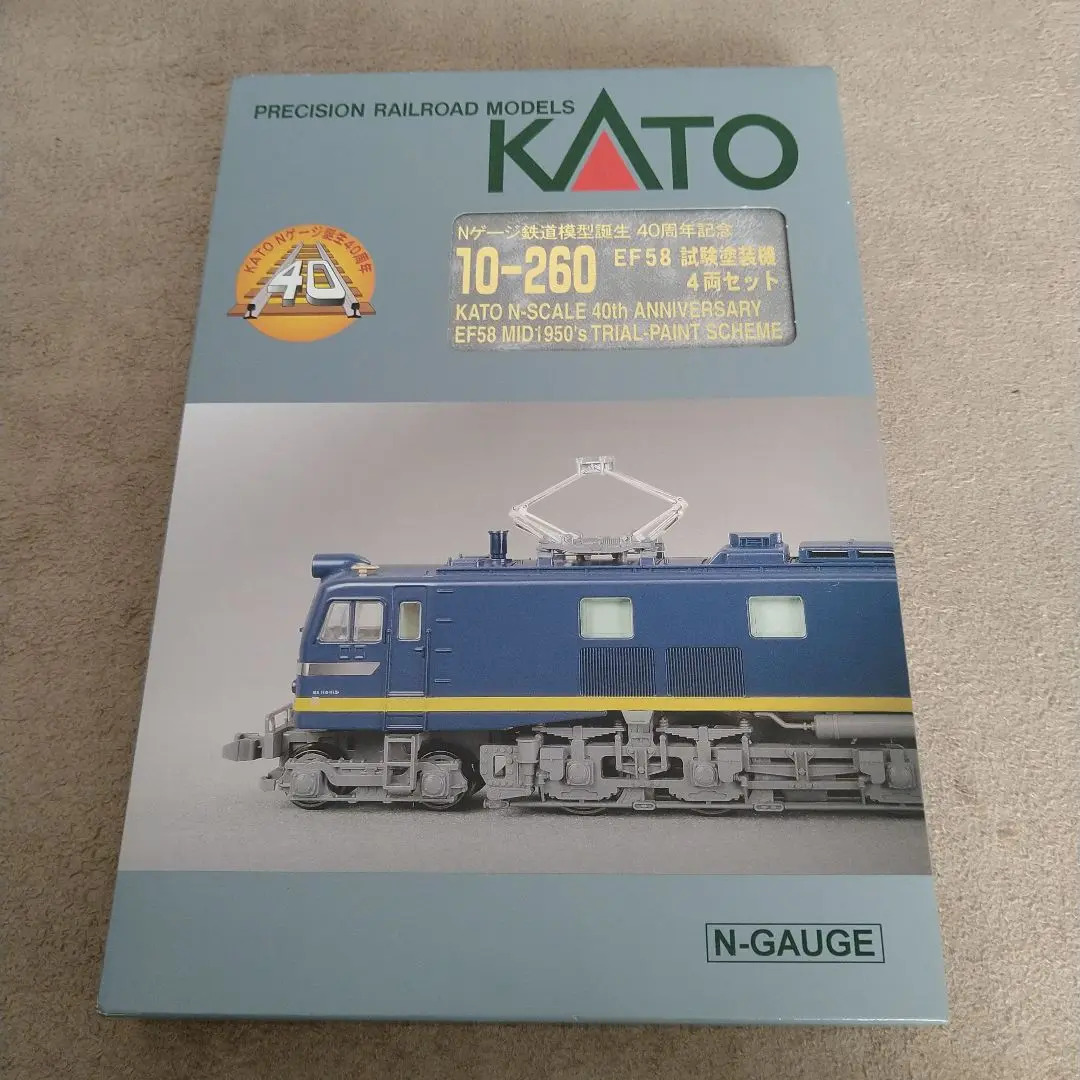 PRECISION RAILROAD MODELS
KATO
KATO Nゲージ誕生40周年
40
Nゲージ鉄道模型誕生 40周年記念
10-260 EF58 試験塗装機
4両セット
KATO N-SCALE 40th ANNIVERSARY
EF58 MID1950's TRIAL-PAINT SCHEME
N-GAUGE